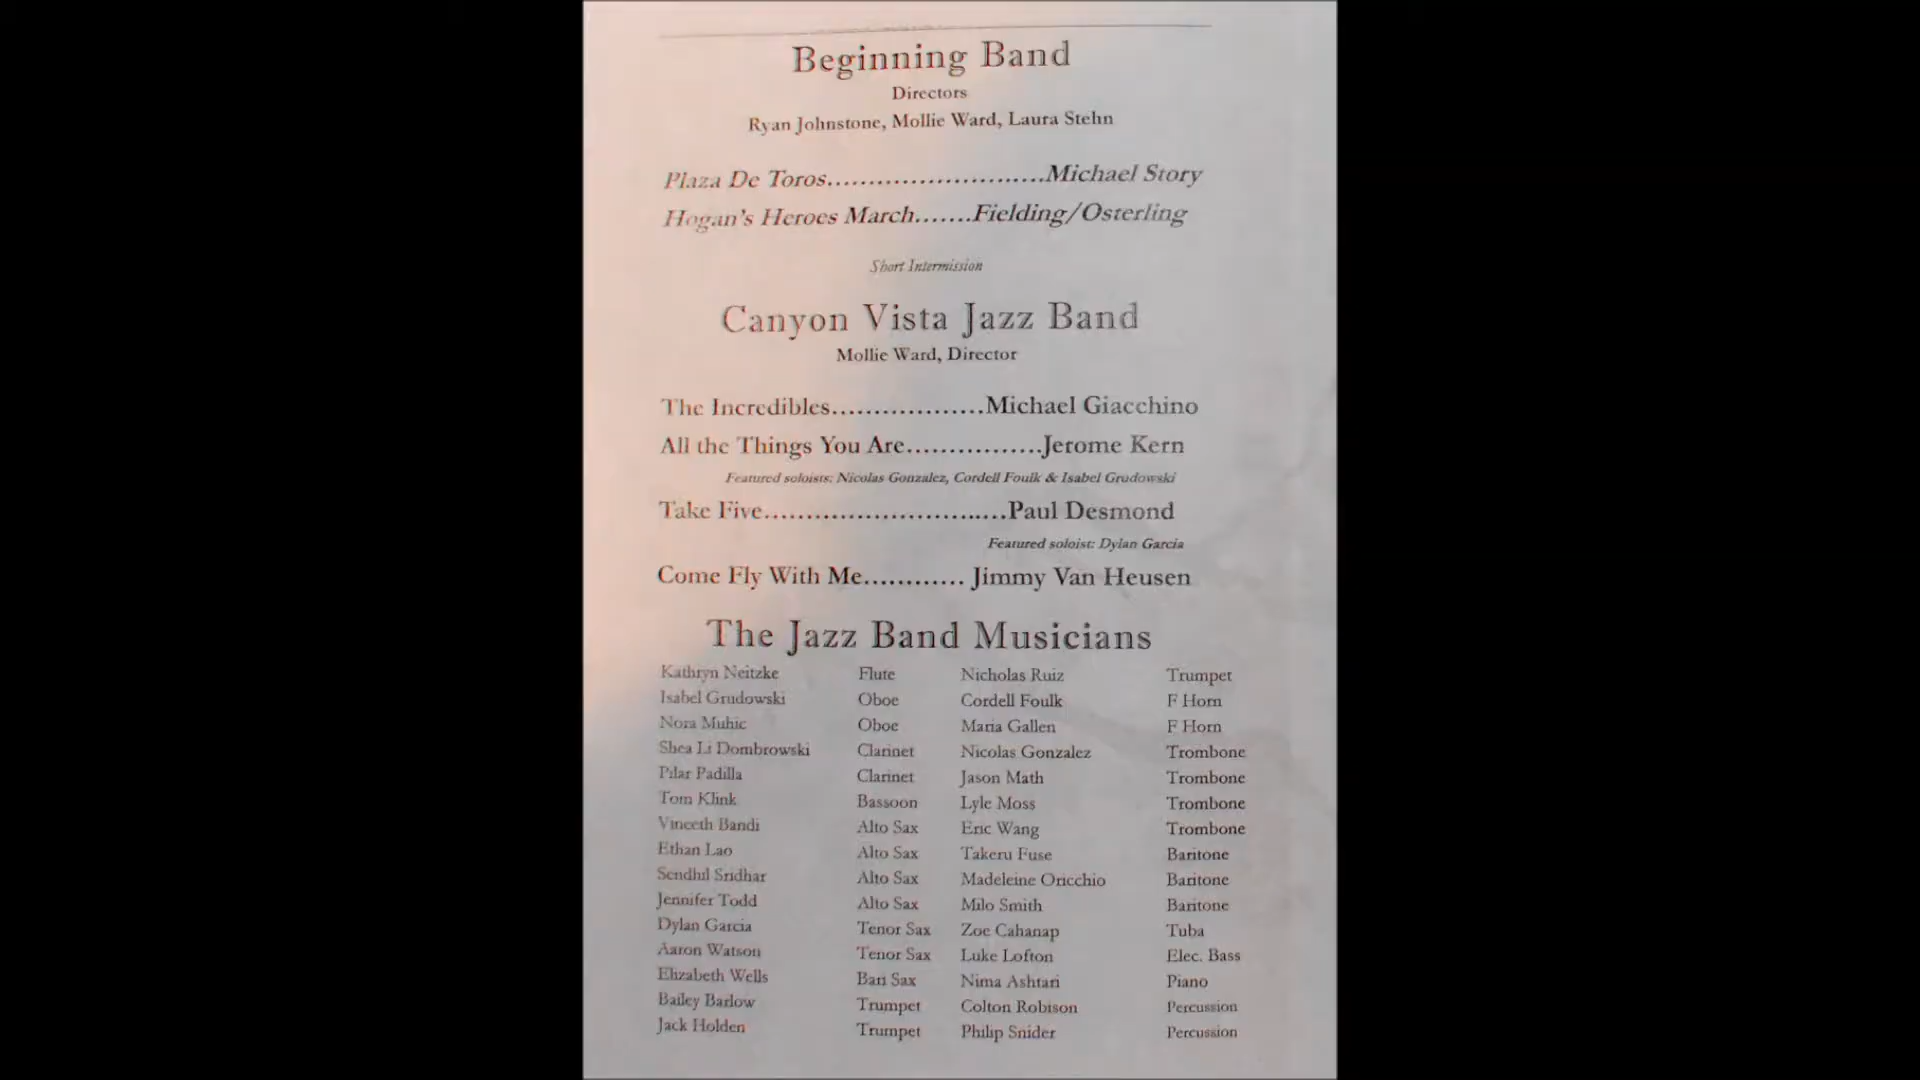 Beginning Band
Directors
Ryan Johnstone, Mollie Ward, Laura Stehn
Plaza De Toros..........................Michael Story
Hogan's Heroes March.......Fielding/Osterling
Short Intermission
Canyon Vista Jazz Band
Mollie Ward, Director
The Incredibles..................Michael Giacchino
All the Things You Are................Jerome Kern
Featured soloists: Nicolas Gonzalez, Cordell Foulk & Isabel Grudowski
Take Five.............................Paul Desmond
Featured soloist: Dylan Garcia
Come Fly With Me............ Jimmy Van Heusen
The Jazz Band Musicians
Kathryn Neitzke Flute Nicholas Ruiz Trumpet
Isabel Grudowski Oboe Cordell Foulk F Horn
Nora Muhic Oboe Maria Gallen F Horn
Shea Li Dombrowski Clarinet Nicolas Gonzalez Trombone
Pilar Padilla Clarinet Jason Math Trombone
Tom Klink Bassoon Lyle Moss Trombone
Vineeth Bandi Alto Sax Eric Wang Trombone
Ethan Lao Alto Sax Takeru Fuse Baritone
Sendhil Sridhar Alto Sax Madeleine Oricchio Baritone
Jennifer Todd Alto Sax Milo Smith Baritone
Dylan Garcia Tenor Sax Zoe Cahanap Tuba
Aaron Watson Tenor Sax Luke Lofton Elec. Bass
Elizabeth Wells Bari Sax Nima Ashtari Piano
Bailey Barlow Trumpet Colton Robison Percussion
Jack Holden Trumpet Philip Snider Percussion